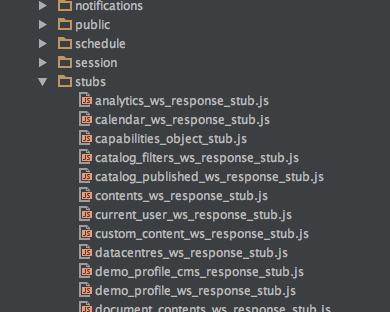 notifications
public
schedule
session
stubs
analytics_ws_response_stub.js
calendar_ws_response_stub.js
capabilities_object_stub.js
catalog_filters_ws_response_stub.js
catalog_published_ws_response_stub.js
contents_ws_response_stub.js
current_user_ws_response_stub.js
custom_content_ws_response_stub.js
datacentres_ws_response_stub.js
demo_profile_cms_response_stub.js
demo_profile_ws_response_stub.js
document_contents_ws_response_stub.js